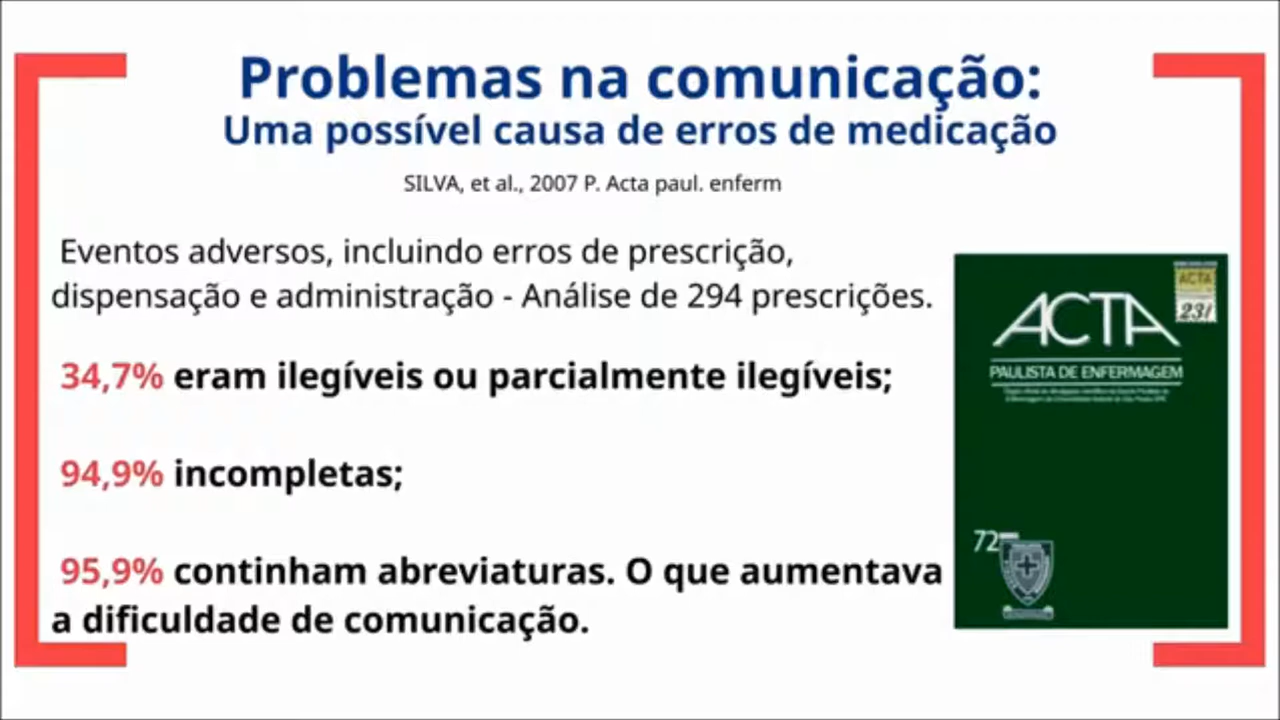 Problemas na comunicação:
Uma possível causa de erros de medicação
SILVA, et al., 2007 P. Acta paul. enferm
Eventos adversos, incluindo erros de prescrição,
dispensação e administração - Análise de 294 prescrições.
34,7% eram ilegíveis ou parcialmente ilegíveis;
94,9% incompletas;
95,9% continham abreviaturas. O que aumentava
a dificuldade de comunicação.
ACTA
23/
ACTA
PAULISTA DE ENFERMAGEM
72